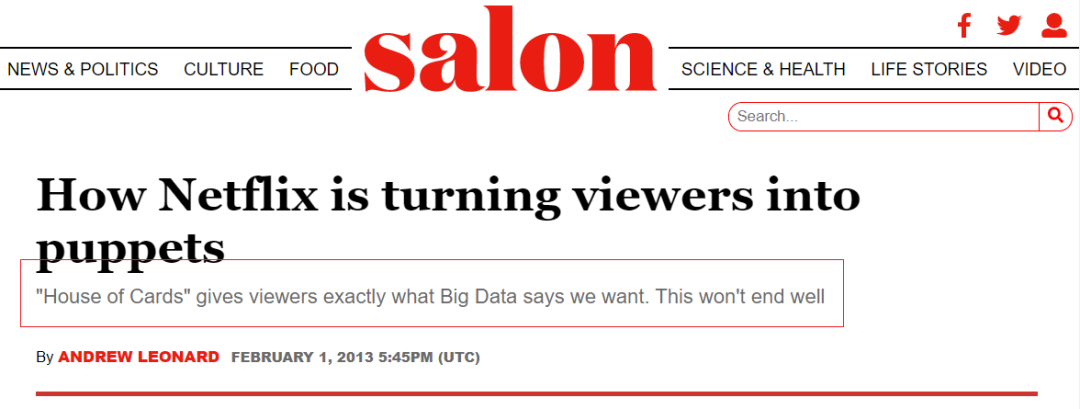 salon
NEWS & POLITICS CULTURE FOOD SCIENCE & HEALTH LIFE STORIES VIDEO
Search...
How Netflix is turning viewers into
puppets
"House of Cards" gives viewers exactly what Big Data says we want. This won't end well
By ANDREW LEONARD FEBRUARY 1, 2013 5:45PM (UTC)